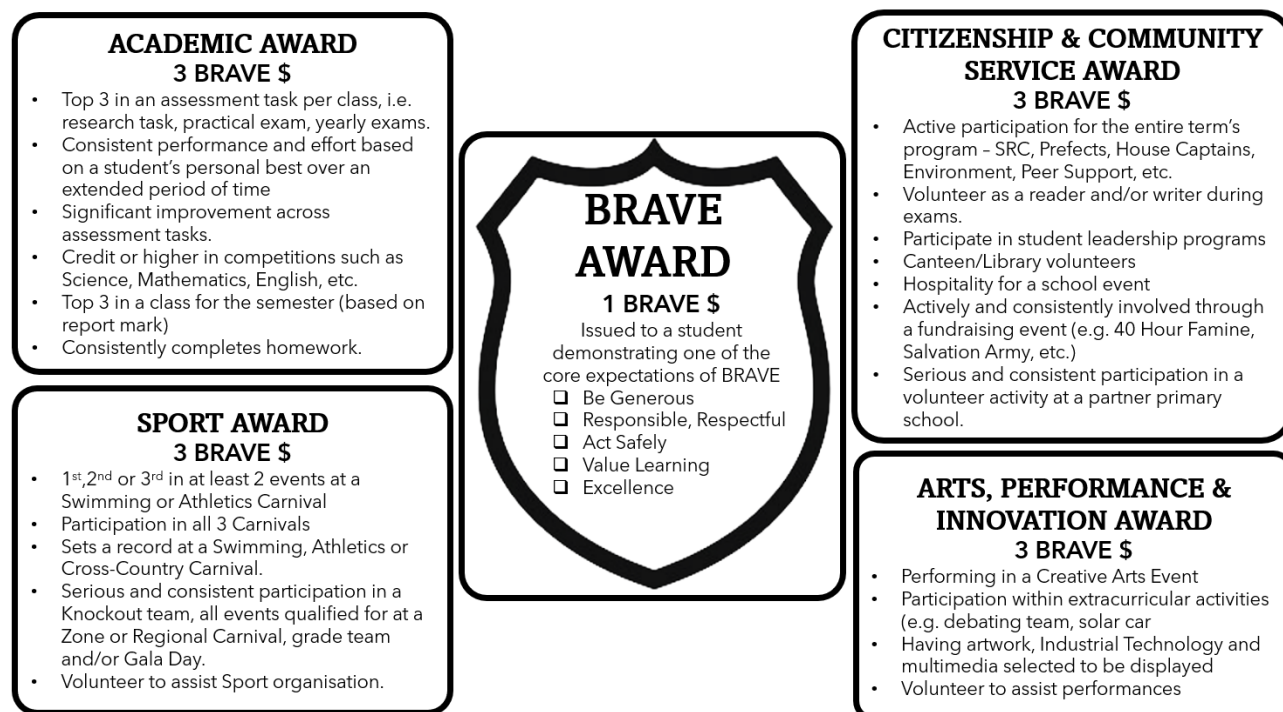 ACADEMIC AWARD
3 BRAVE $
• Top 3 in an assessment task per class, i.e.
research task, practical exam, yearly exams.
• Consistent performance and effort based
on a student's personal best over an
extended period of time
• Significant improvement across
assessment tasks.
• Credit or higher in competitions such as
Science, Mathematics, English, etc.
• Top 3 in a class for the semester (based on
report mark)
• Consistently completes homework.
SPORT AWARD
3 BRAVE $
• 1st,2nd or 3rd in at least 2 events at a
Swimming or Athletics Carnival
• Participation in all 3 Carnivals
• Sets a record at a Swimming, Athletics or
Cross-Country Carnival.
• Serious and consistent participation in a
Knockout team, all events qualified for at a
Zone or Regional Carnival, grade team
and/or Gala Day.
• Volunteer to assist Sport organisation.
BRAVE
AWARD
1 BRAVE $
Issued to a student
demonstrating one of the
core expectations of BRAVE
❑ Be Generous
❑ Responsible, Respectful
❑ Act Safely
❑ Value Learning
❑ Excellence
CITIZENSHIP & COMMUNITY
SERVICE AWARD
3 BRAVE $
• Active participation for the entire term's
program – SRC, Prefects, House Captains,
Environment, Peer Support, etc.
• Volunteer as a reader and/or writer during
exams.
• Participate in student leadership programs
• Canteen/Library volunteers
• Hospitality for a school event
• Actively and consistently involved through
a fundraising event (e.g. 40 Hour Famine,
Salvation Army, etc.)
• Serious and consistent participation in a
volunteer activity at a partner primary
school.
ARTS, PERFORMANCE &
INNOVATION AWARD
3 BRAVE $
• Performing in a Creative Arts Event
• Participation within extracurricular activities
(e.g. debating team, solar car
• Having artwork, Industrial Technology and
multimedia selected to be displayed
• Volunteer to assist performances